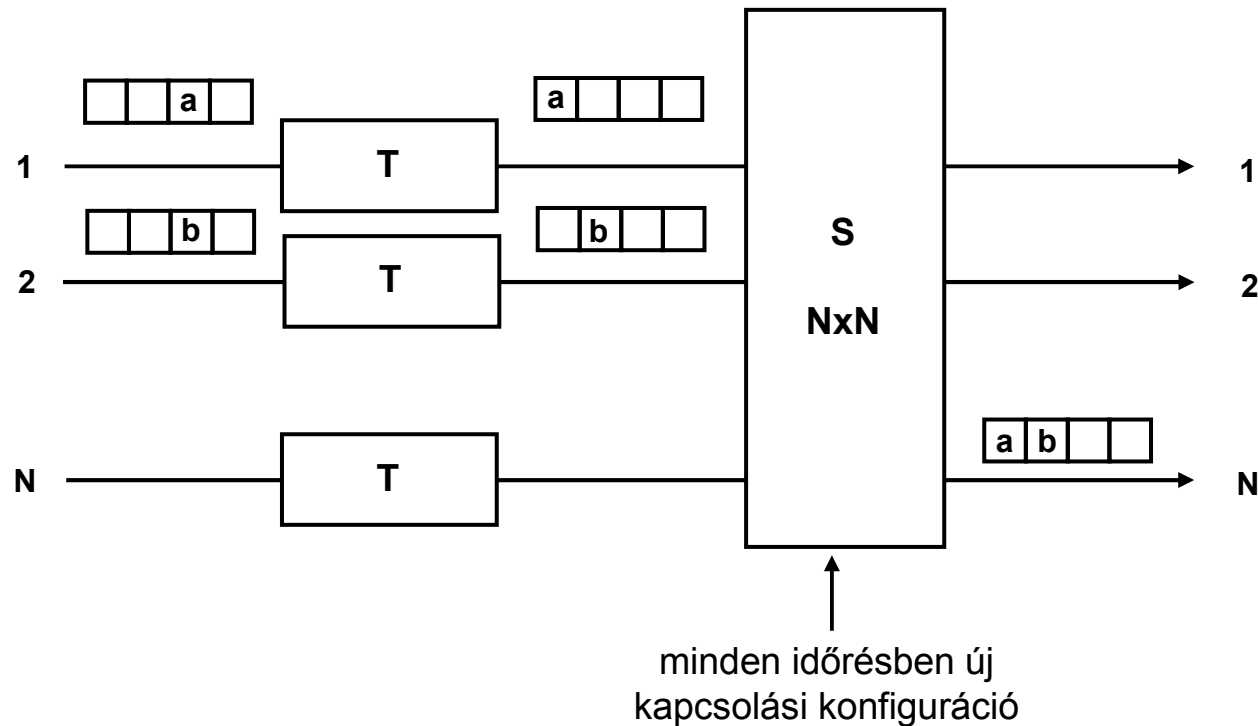 a
a
1
T
1
b
b
S
2
T
2
NxN
a b
N
T
N
minden időrésben új
kapcsolási konfiguráció